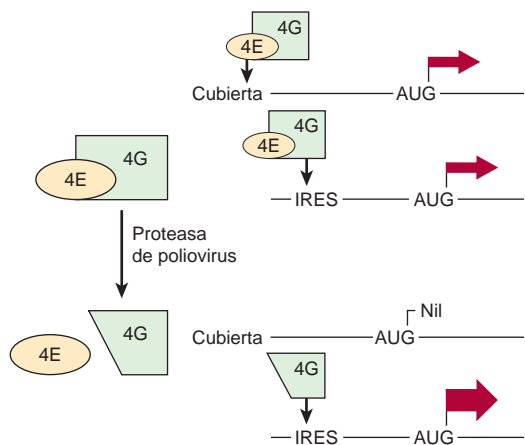 4G
4E
Cubierta AUG
4G
4E
IRES AUG
4G
4E
Proteasa
de poliovirus
4G
4E
Nil
Cubierta AUG
4G
IRES AUG